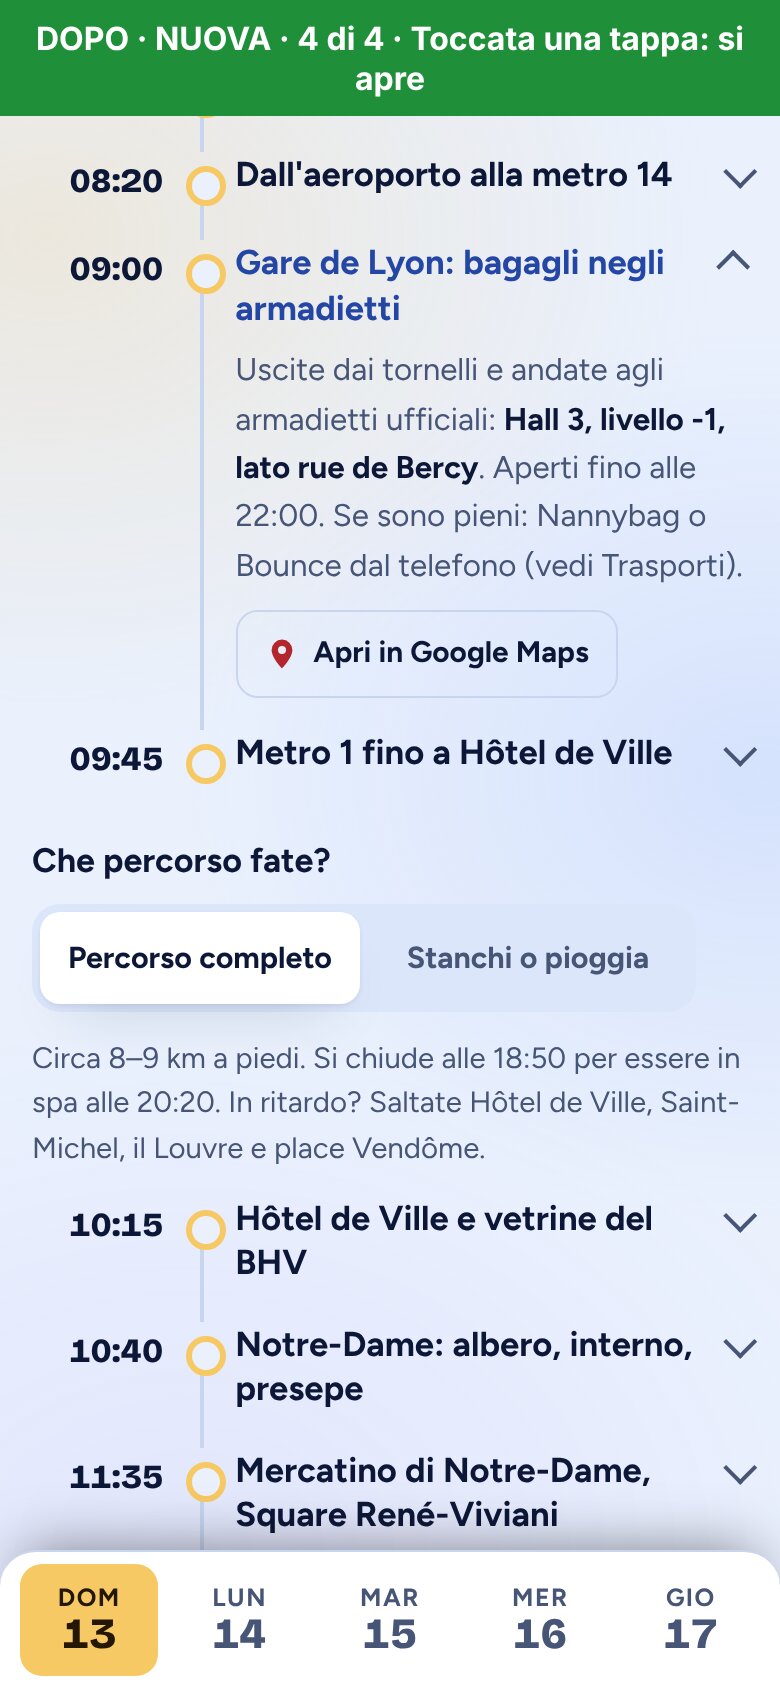 DOPO · NUOVA · 4 di 4 · Toccata una tappa: si
apre
08:20 Dall'aeroporto alla metro 14
09:00 Gare de Lyon: bagagli negli
armadietti
Uscite dai tornelli e andate agli
armadietti ufficiali: Hall 3, livello -1,
lato rue de Bercy. Aperti fino alle
22:00. Se sono pieni: Nannybag o
Bounce dal telefono (vedi Trasporti).
Apri in Google Maps
09:45 Metro 1 fino a Hôtel de Ville
Che percorso fate?
Percorso completo Stanchi o pioggia
Circa 8–9 km a piedi. Si chiude alle 18:50 per essere in
spa alle 20:20. In ritardo? Saltate Hôtel de Ville, Saint-
Michel, il Louvre e place Vendôme.
10:15 Hôtel de Ville e vetrine del
BHV
10:40 Notre-Dame: albero, interno,
presepe
11:35 Mercatino di Notre-Dame,
Square René-Viviani
DOM LUN MAR MER GIO
13 14 15 16 17